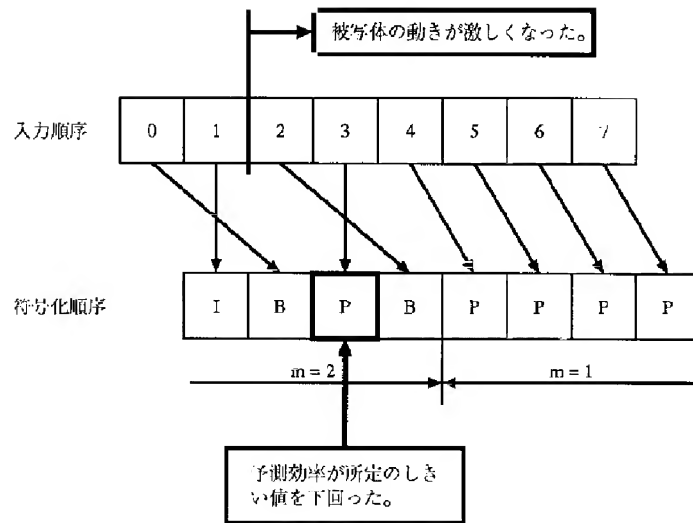 被写体の動きが激しくなった。
入力順序 0 1 2 3 4 5 6 7
符号化順序 I B P B P P P P
m = 2 m = 1
予測効率が所定のしき
い値を下回った。